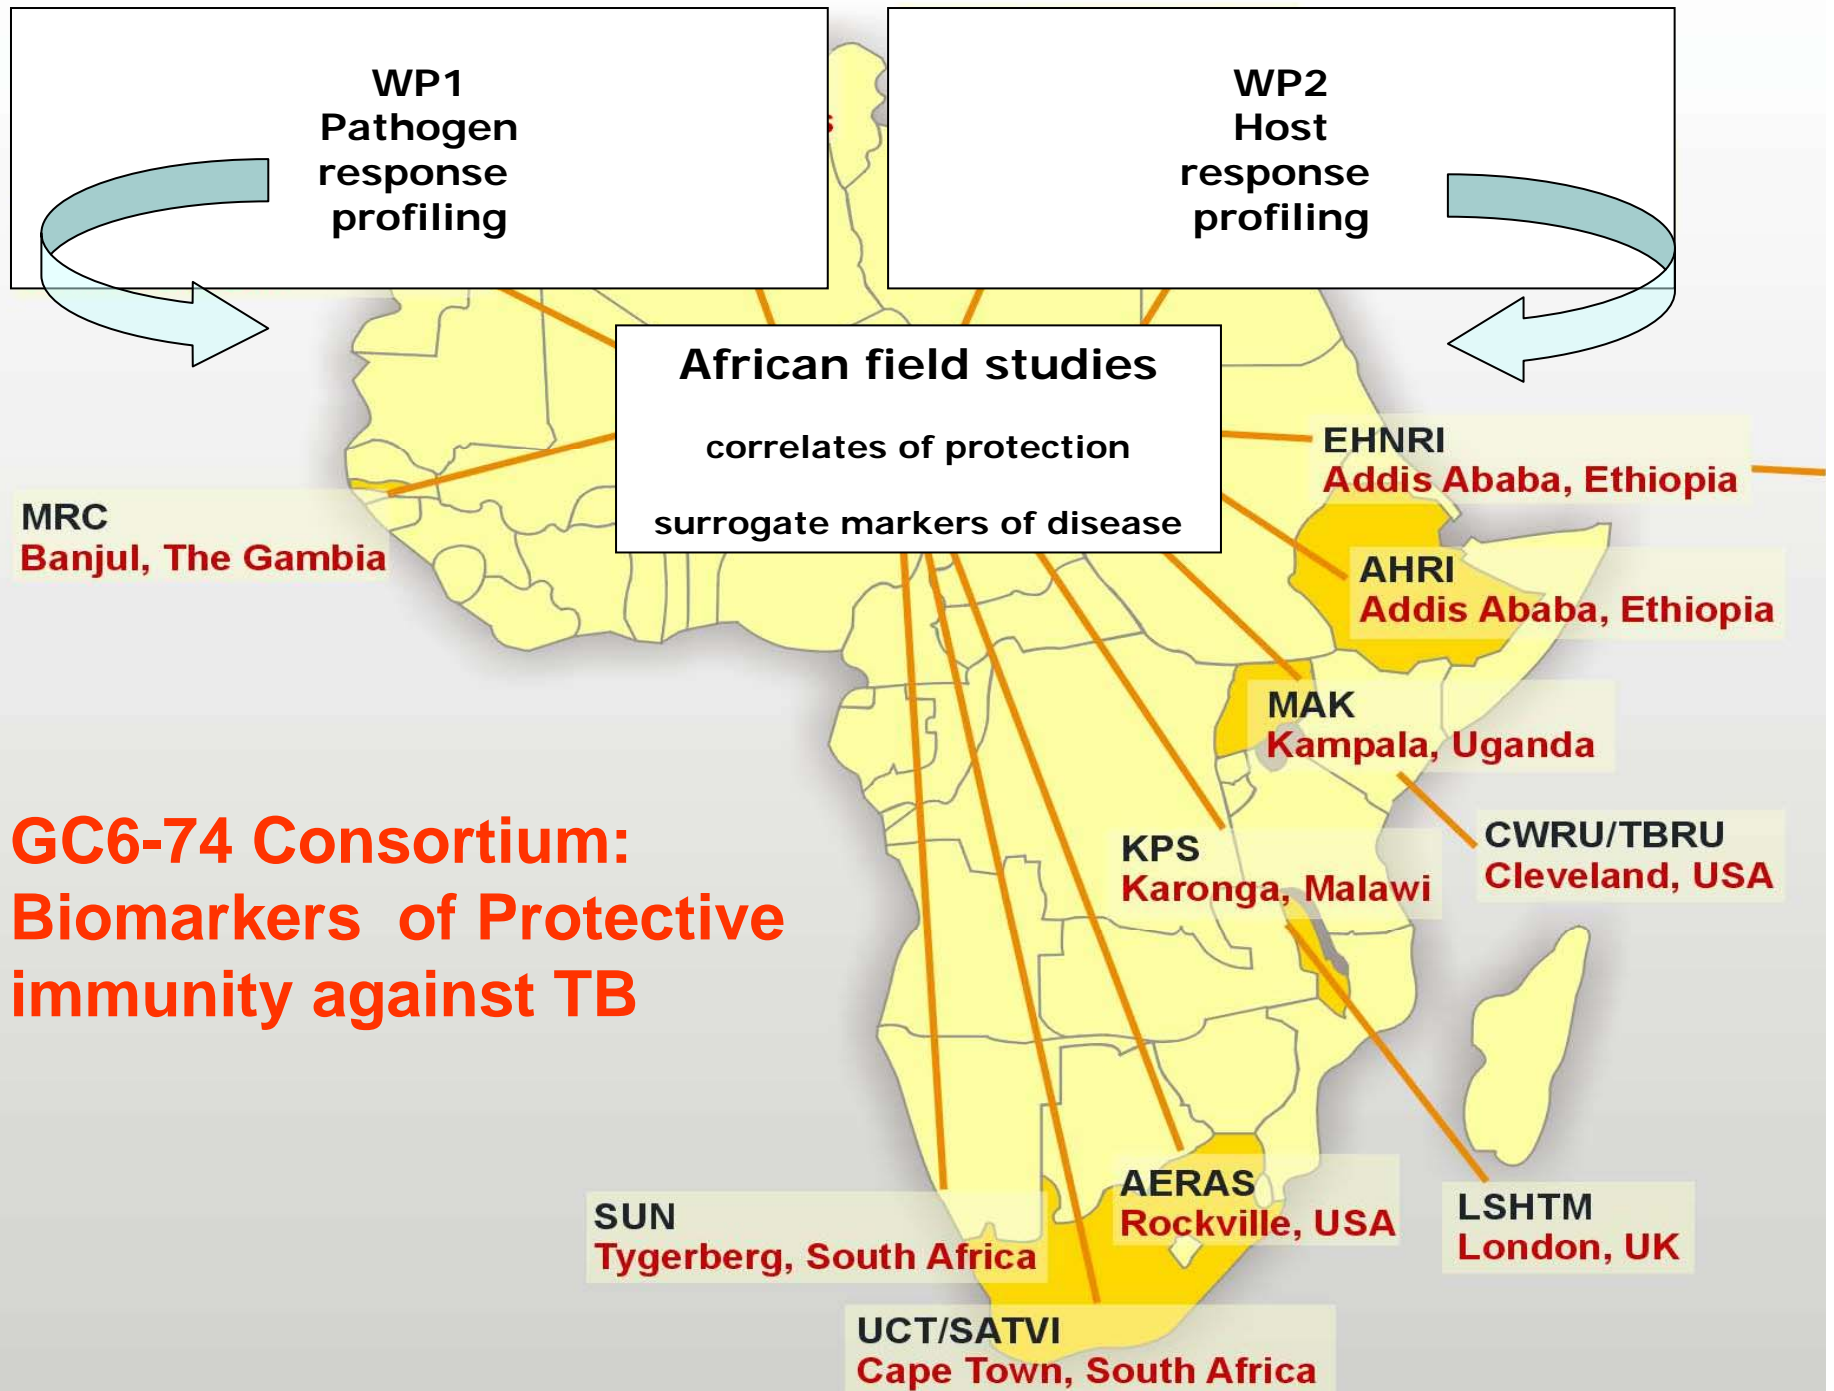 WP1
Pathogen
response
profiling
WP2
Host
response
profiling
African field studies
correlates of protection
surrogate markers of disease
MRC
Banjul, The Gambia
EHNRI
Addis Ababa, Ethiopia
AHRI
Addis Ababa, Ethiopia
MAK
Kampala, Uganda
CWRU/TBRU
Cleveland, USA
KPS
Karonga, Malawi
GC6-74 Consortium:
Biomarkers of Protective
immunity against TB
AERAS
Rockville, USA
LSHTM
London, UK
SUN
Tygerberg, South Africa
UCT/SATVI
Cape Town, South Africa